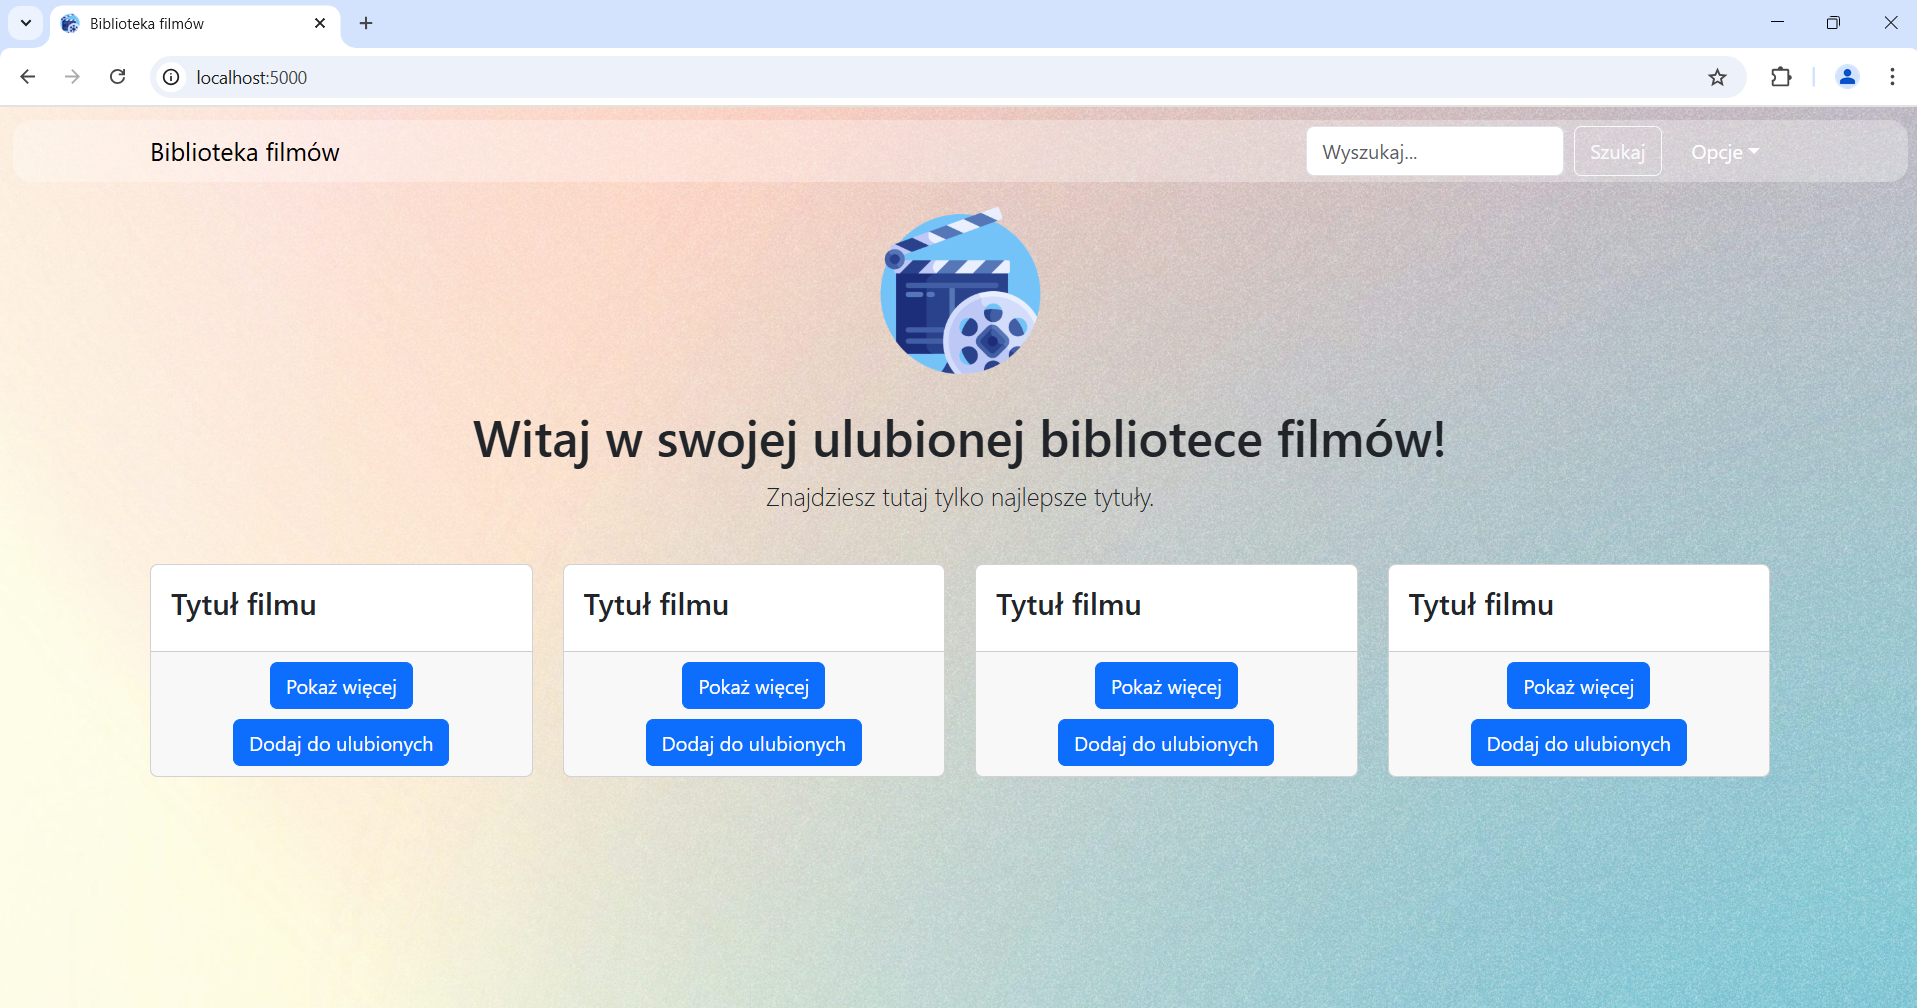 Biblioteka filmów
localhost:5000
Biblioteka filmów
Wyszukaj...
Szukaj
Opcje
Witaj w swojej ulubionej bibliotece filmów!
Znajdziesz tutaj tylko najlepsze tytuły.
Tytuł filmu
Pokaż więcej
Dodaj do ulubionych
Tytuł filmu
Pokaż więcej
Dodaj do ulubionych
Tytuł filmu
Pokaż więcej
Dodaj do ulubionych
Tytuł filmu
Pokaż więcej
Dodaj do ulubionych